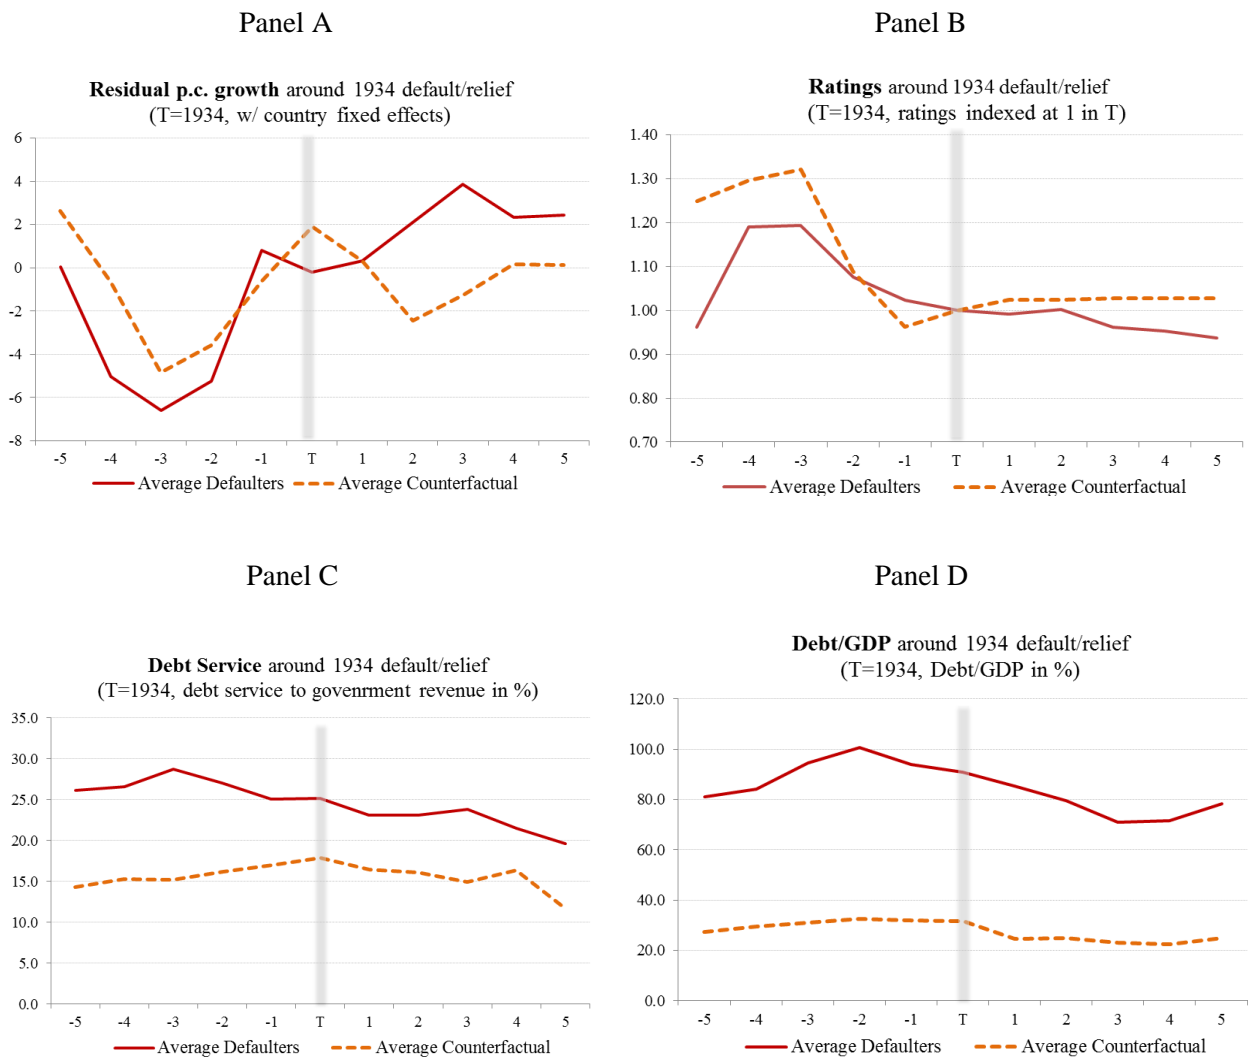 Panel A
Panel B
Residual p.c. growth around 1934 default/relief
(T=1934, w/ country fixed effects)
6
4
2
0
-2
-4
-6
-8
-5 -4 -3 -2 -1 T 1 2 3 4 5
Average Defaulters Average Counterfactual
Ratings around 1934 default/relief
(T=1934, ratings indexed at 1 in T)
1.40
1.30
1.20
1.10
1.00
0.90
0.80
0.70
-5 -4 -3 -2 -1 T 1 2 3 4 5
Average Defaulters Average Counterfactual
Panel C
Panel D
Debt Service around 1934 default/relief
(T=1934, debt service to govenrment revenue in %)
35.0
30.0
25.0
20.0
15.0
10.0
5.0
0.0
-5 -4 -3 -2 -1 T 1 2 3 4 5
Average Defaulters Average Counterfactual
Debt/GDP around 1934 default/relief
(T=1934, Debt/GDP in %)
120.0
100.0
80.0
60.0
40.0
20.0
0.0
-5 -4 -3 -2 -1 T 1 2 3 4 5
Average Defaulters Average Counterfactual